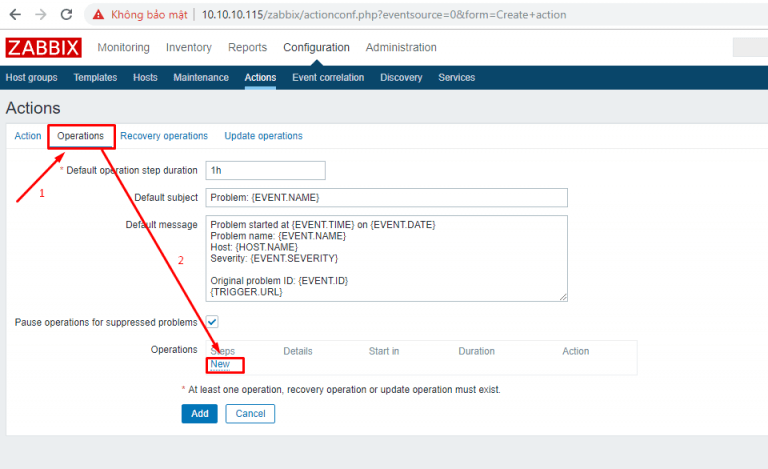 Không bảo mật | 10.10.10.115/zabbix/actionconf.php?eventsource=0&form=Create+action
ZABBIX Monitoring Inventory Reports Configuration Administration
Host groups Templates Hosts Maintenance Actions Event correlation Discovery Services
Actions
Action Operations Recovery operations Update operations
* Default operation step duration 1h
1
Default subject Problem: {EVENT.NAME}
Default message Problem started at {EVENT.TIME} on {EVENT.DATE}
Problem name: {EVENT.NAME}
Host: {HOST.NAME}
Severity: {EVENT.SEVERITY}
2
Original problem ID: {EVENT.ID}
{TRIGGER.URL}
Pause operations for suppressed problems
Operations Steps Details Start in Duration Action
New
* At least one operation, recovery operation or update operation must exist.
Add Cancel